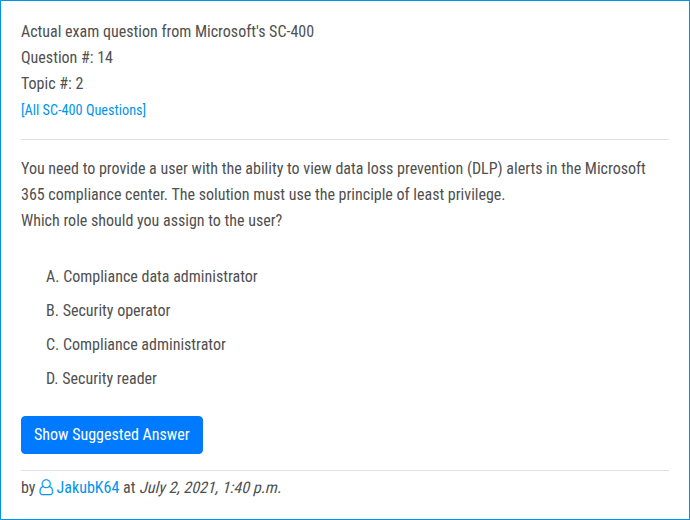 Actual exam question from Microsoft's SC-400
Question #: 14
Topic #: 2
[All SC-400 Questions]
You need to provide a user with the ability to view data loss prevention (DLP) alerts in the Microsoft
365 compliance center. The solution must use the principle of least privilege.
Which role should you assign to the user?
A. Compliance data administrator
B. Security operator
C. Compliance administrator
D. Security reader
Show Suggested Answer
by JakubK64 at July 2, 2021, 1:40 p.m.